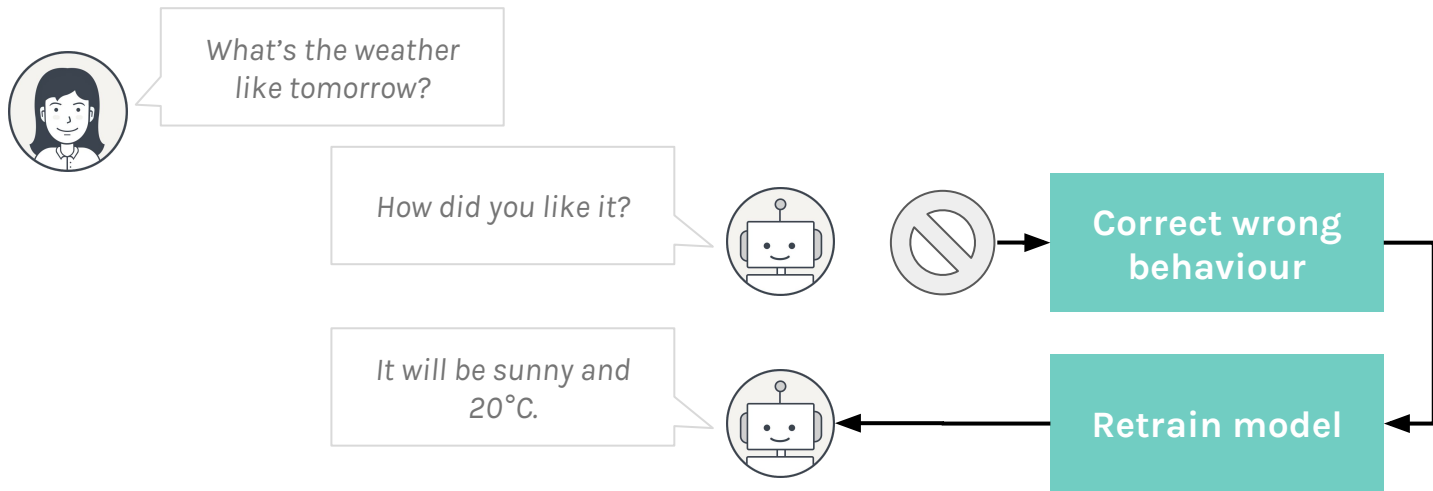 What’s the weather
like tomorrow?
How did you like it?
Correct wrong
behaviour
It will be sunny and
20°C.
Retrain model